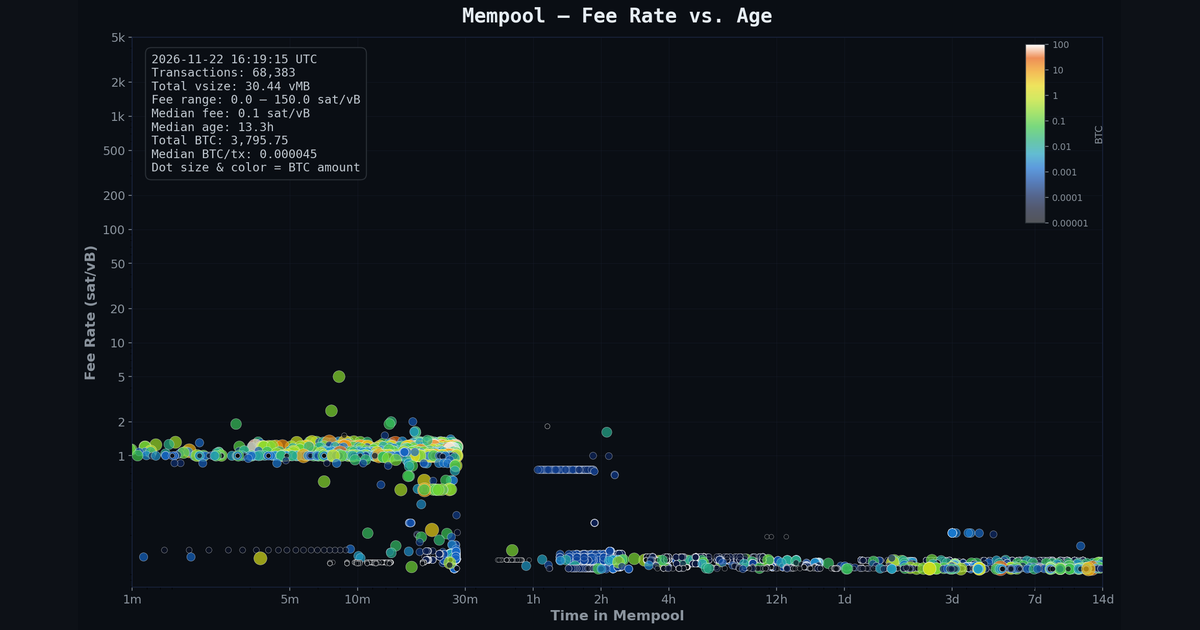 Mempool — Fee Rate vs. Age
2026-11-22 16:19:15 UTC
Transactions: 68,383
Total vsize: 30.44 vMB
Fee range: 0.0 — 150.0 sat/vB
Median fee: 0.1 sat/vB
Median age: 13.3h
Total BTC: 3,795.75
Median BTC/tx: 0.000045
Dot size & color = BTC amount
5k
2k
1k
500
200
100
50
20
10
5
2
1
Fee Rate (sat/vB)
100
10
1
0.1
0.01
0.001
0.0001
0.00001
BTC
1m
5m
10m
30m
1h
2h
4h
12h
1d
3d
7d
14d
Time in Mempool